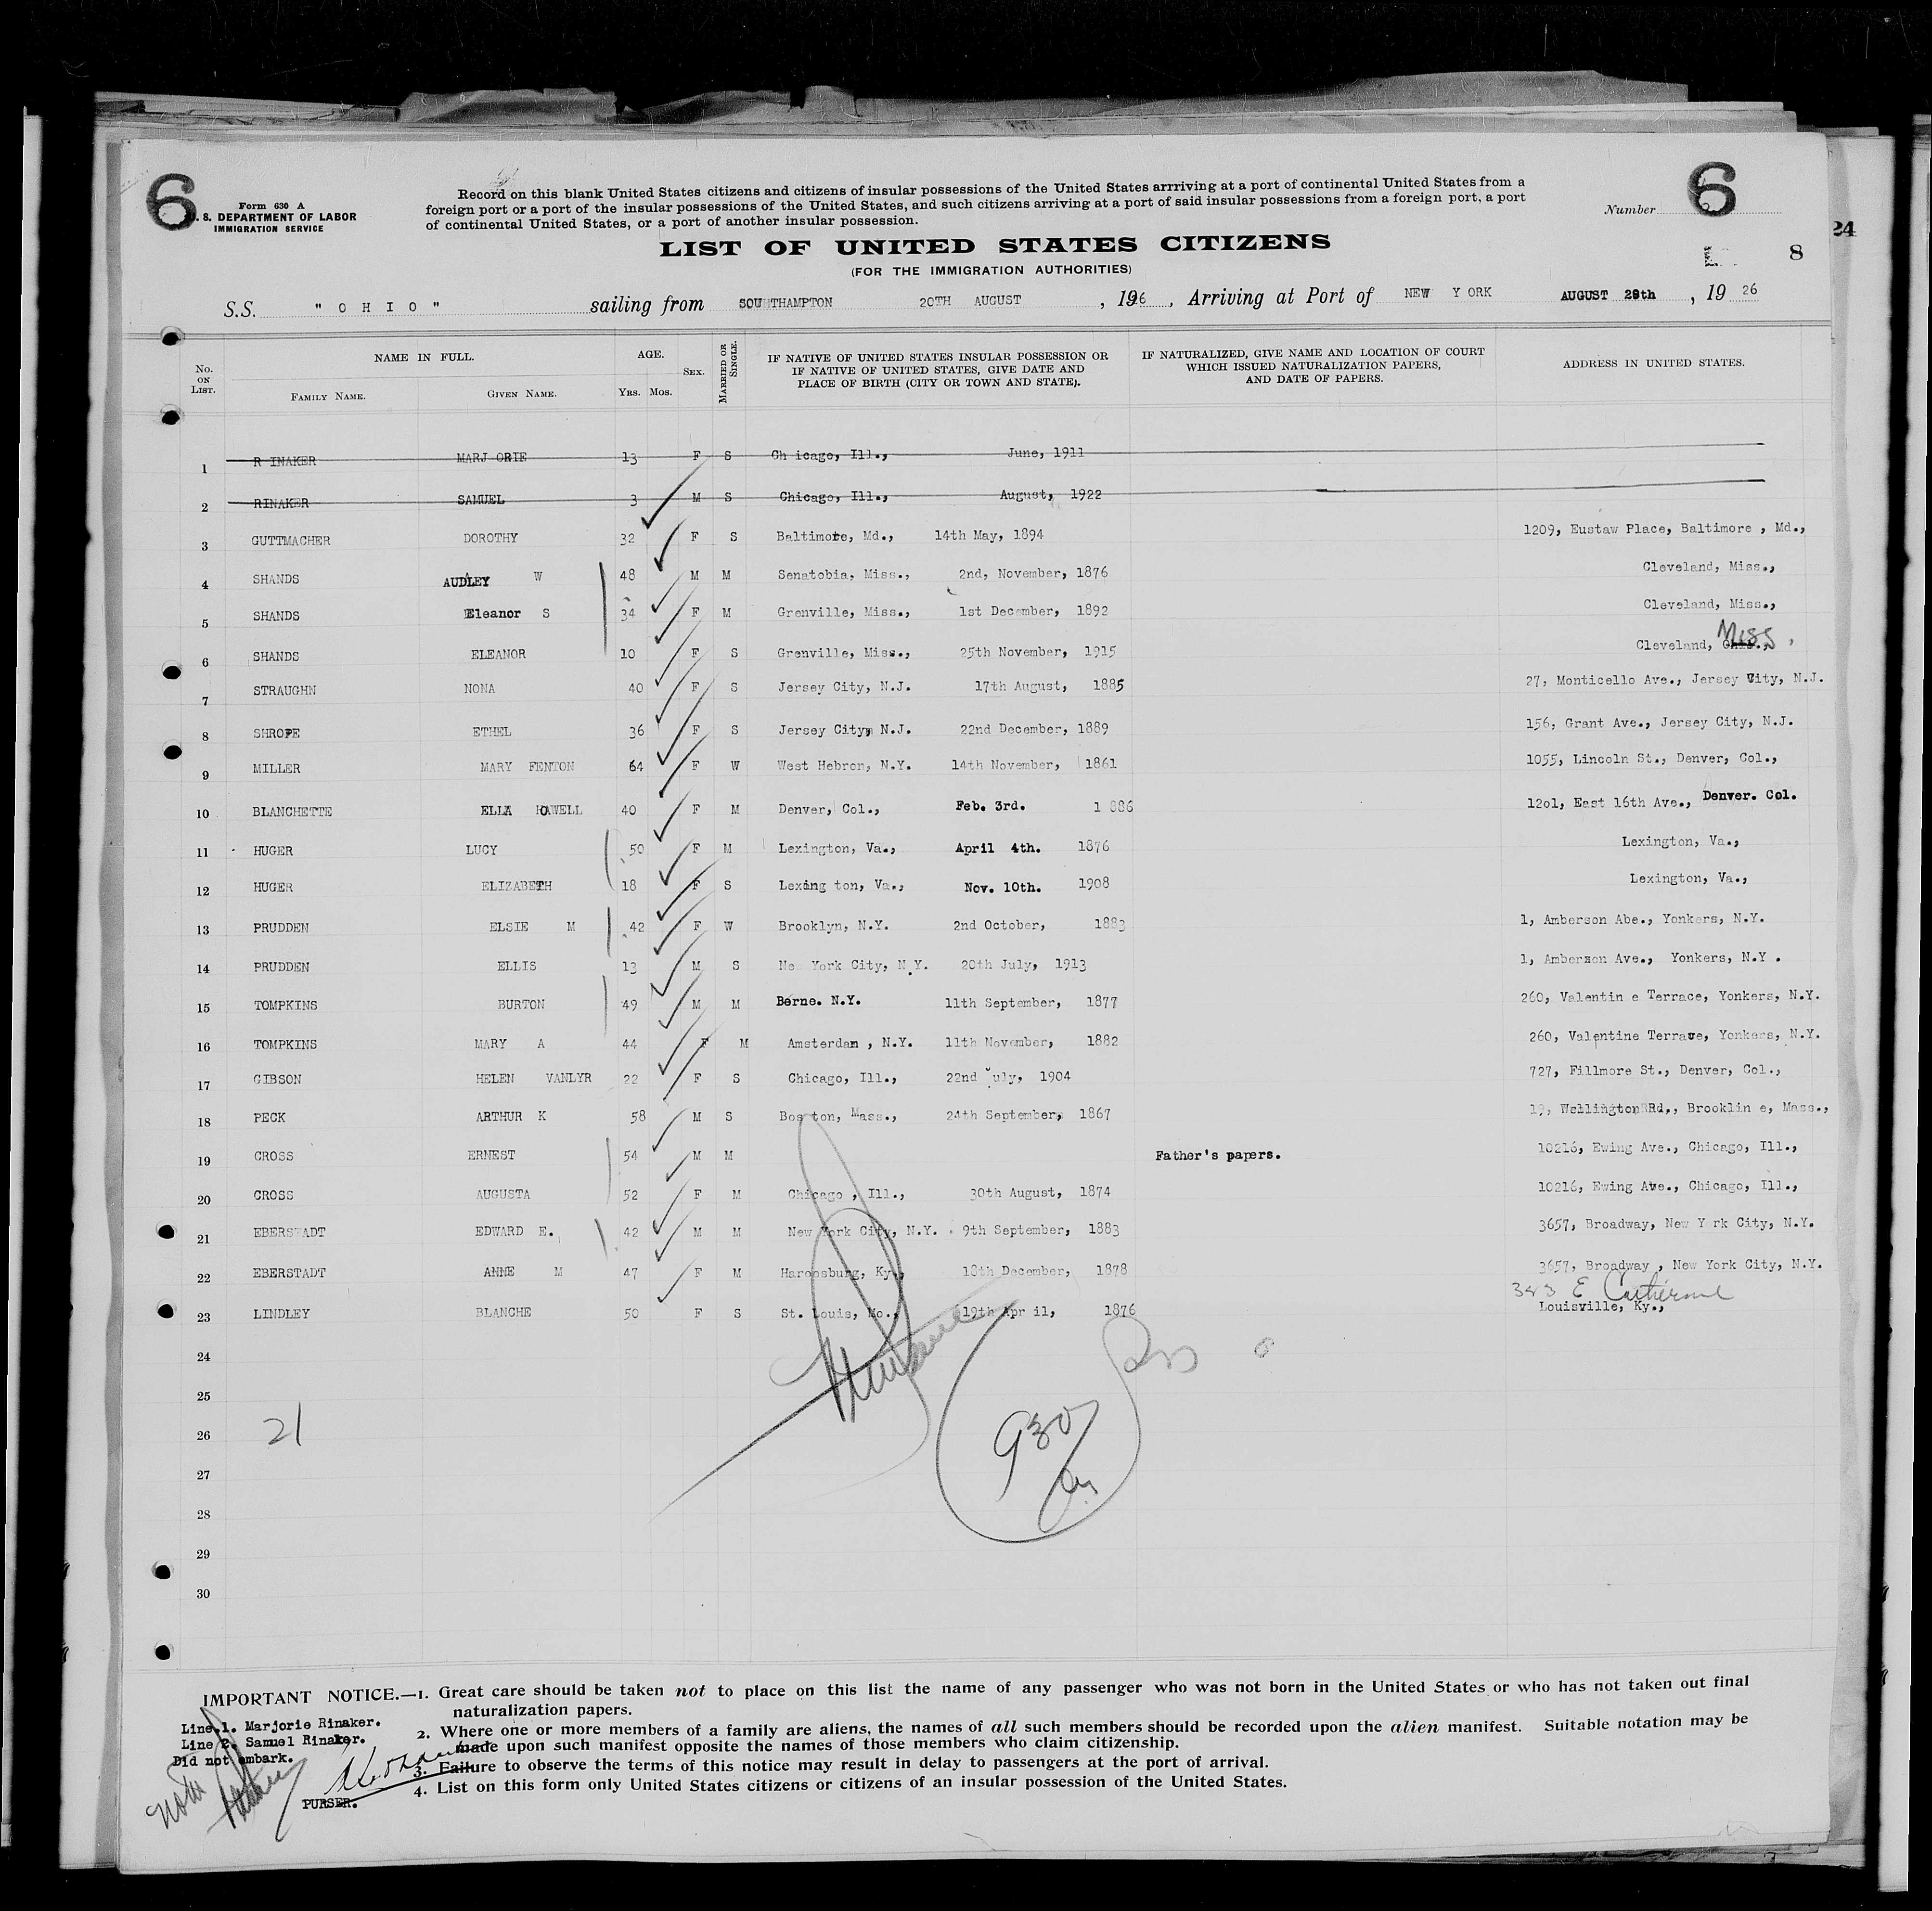 6
6
Form 630 A
U. S. DEPARTMENT OF LABOR
IMMIGRATION SERVICE
Record on this blank United States citizens and citizens of insular possessions of the United States arrriving at a port of continental United States from a
foreign port or a port of the insular possessions of the United States, and such citizens arriving at a port of said insular possessions from a foreign port, a port
of continental United States, or a port of another insular possession.
Number
24
8
LIST OF UNITED STATES CITIZENS
(FOR THE IMMIGRATION AUTHORITIES)
S.S. " O H I O " sailing from SOUTHAMPTON 20TH AUGUST , 1926 , Arriving at Port of NEW Y ORK AUGUST 28th , 19 26
No. ON LIST. NAME IN FULL. FAMILY NAME. GIVEN NAME. AGE. YRS. MOS. SEX. MARRIED OR SINGLE. IF NATIVE OF UNITED STATES INSULAR POSSESSION OR IF NATIVE OF UNITED STATES, GIVE DATE AND PLACE OF BIRTH (CITY OR TOWN AND STATE). IF NATURALIZED, GIVE NAME AND LOCATION OF COURT WHICH ISSUED NATURALIZATION PAPERS, AND DATE OF PAPERS. ADDRESS IN UNITED STATES.
1 R INAKER MARJ ORIE 13 F S Ch icago, Ill., June, 1911
2 RINAKER SAMUEL 3 M S Chicago, Ill., August, 1922
3 GUTTMACHER DOROTHY 32 F S Baltimore, Md., 14th May, 1894 1209, Eustaw Place, Baltimore , Md.,
4 SHANDS AUDLEY W 48 M M Senatobia, Miss., 2nd, November, 1876 Cleveland, Miss.,
5 SHANDS Eleanor S 34 F M Grenville, Miss., 1st December, 1892 Cleveland, Miss.,
6 SHANDS ELEANOR 10 F S Grenville, Miss., 25th November, 1915 Cleveland, Miss,
7 STRAUGHN NONA 40 F S Jersey City, N.J. 17th August, 1885 27, Monticello Ave., Jersey City, N.J.
8 SHROPE ETHEL 36 F S Jersey City, N.J. 22nd December, 1889 156, Grant Ave., Jersey City, N.J.
9 MILLER MARY FENTON 64 F W West Hebron, N.Y. 14th November, 1861 1055, Lincoln St., Denver, Col.,
10 BLANCHETTE ELLA HOWELL 40 F M Denver, Col., Feb. 3rd. 1 886 12o1, East 16th Ave., Denver. Col.
11 HUGER LUCY 50 F M Lexington, Va., April 4th. 1876 Lexington, Va.,
12 HUGER ELIZABETH 18 F S Lexing ton, Va., Nov. 10th. 1908 Lexington, Va.,
13 PRUDDEN ELSIE M 42 F W Brooklyn, N.Y. 2nd October, 1883 1, Amberson Abe., Yonkers, N.Y.
14 PRUDDEN ELLIS 13 M S New York City, N.Y. 20th July, 1913 1, Amberson Ave., Yonkers, N.Y .
15 TOMPKINS BURTON 49 M M Berne. N.Y. 11th September, 1877 260, Valentin e Terrace, Yonkers, N.Y.
16 TOMPKINS MARY A 44 F M Amsterdam , N.Y. 11th November, 1882 260, Valentine Terrace, Yonkers, N.Y.
17 GIBSON HELEN VANLYR 22 F S Chicago, Ill., 22nd July, 1904 727, Fillmore St., Denver, Col.,
18 PECK ARTHUR K 58 M S Boston, Mass., 24th September, 1867 19, Wellington Rd., Brooklin e, Mass.,
19 CROSS ERNEST 54 M M Father's papers. 10216, Ewing Ave., Chicago, Ill.,
20 CROSS AUGUSTA 52 F M Chicago , Ill., 30th August, 1874 10216, Ewing Ave., Chicago, Ill.,
21 EBERSTADT EDWARD E. 42 M M New York City, N.Y. 9th September, 1883 3657, Broadway, New Y rk City, N.Y.
22 EBERSTADT ANNE M 47 F M Harodsburg, Ky., 18th December, 1878 3657, Broadway , New York City, N.Y.
343 E Catherine
23 LINDLEY BLANCHE 50 F S St. Louis, Mo., 19th Apr il, 1876 Louisville, Ky.,
24
25
26 21
27
28
29
30
930
IMPORTANT NOTICE.—1. Great care should be taken not to place on this list the name of any passenger who was not born in the United States or who has not taken out final
naturalization papers.
2. Where one or more members of a family are aliens, the names of all such members should be recorded upon the alien manifest. Suitable notation may be
made upon such manifest opposite the names of those members who claim citizenship.
3. Failure to observe the terms of this notice may result in delay to passengers at the port of arrival.
4. List on this form only United States citizens or citizens of an insular possession of the United States.
Line 1. Marjorie Rinaker.
Line 2. Samuel Rinaker.
Did not embark.
PURSER.